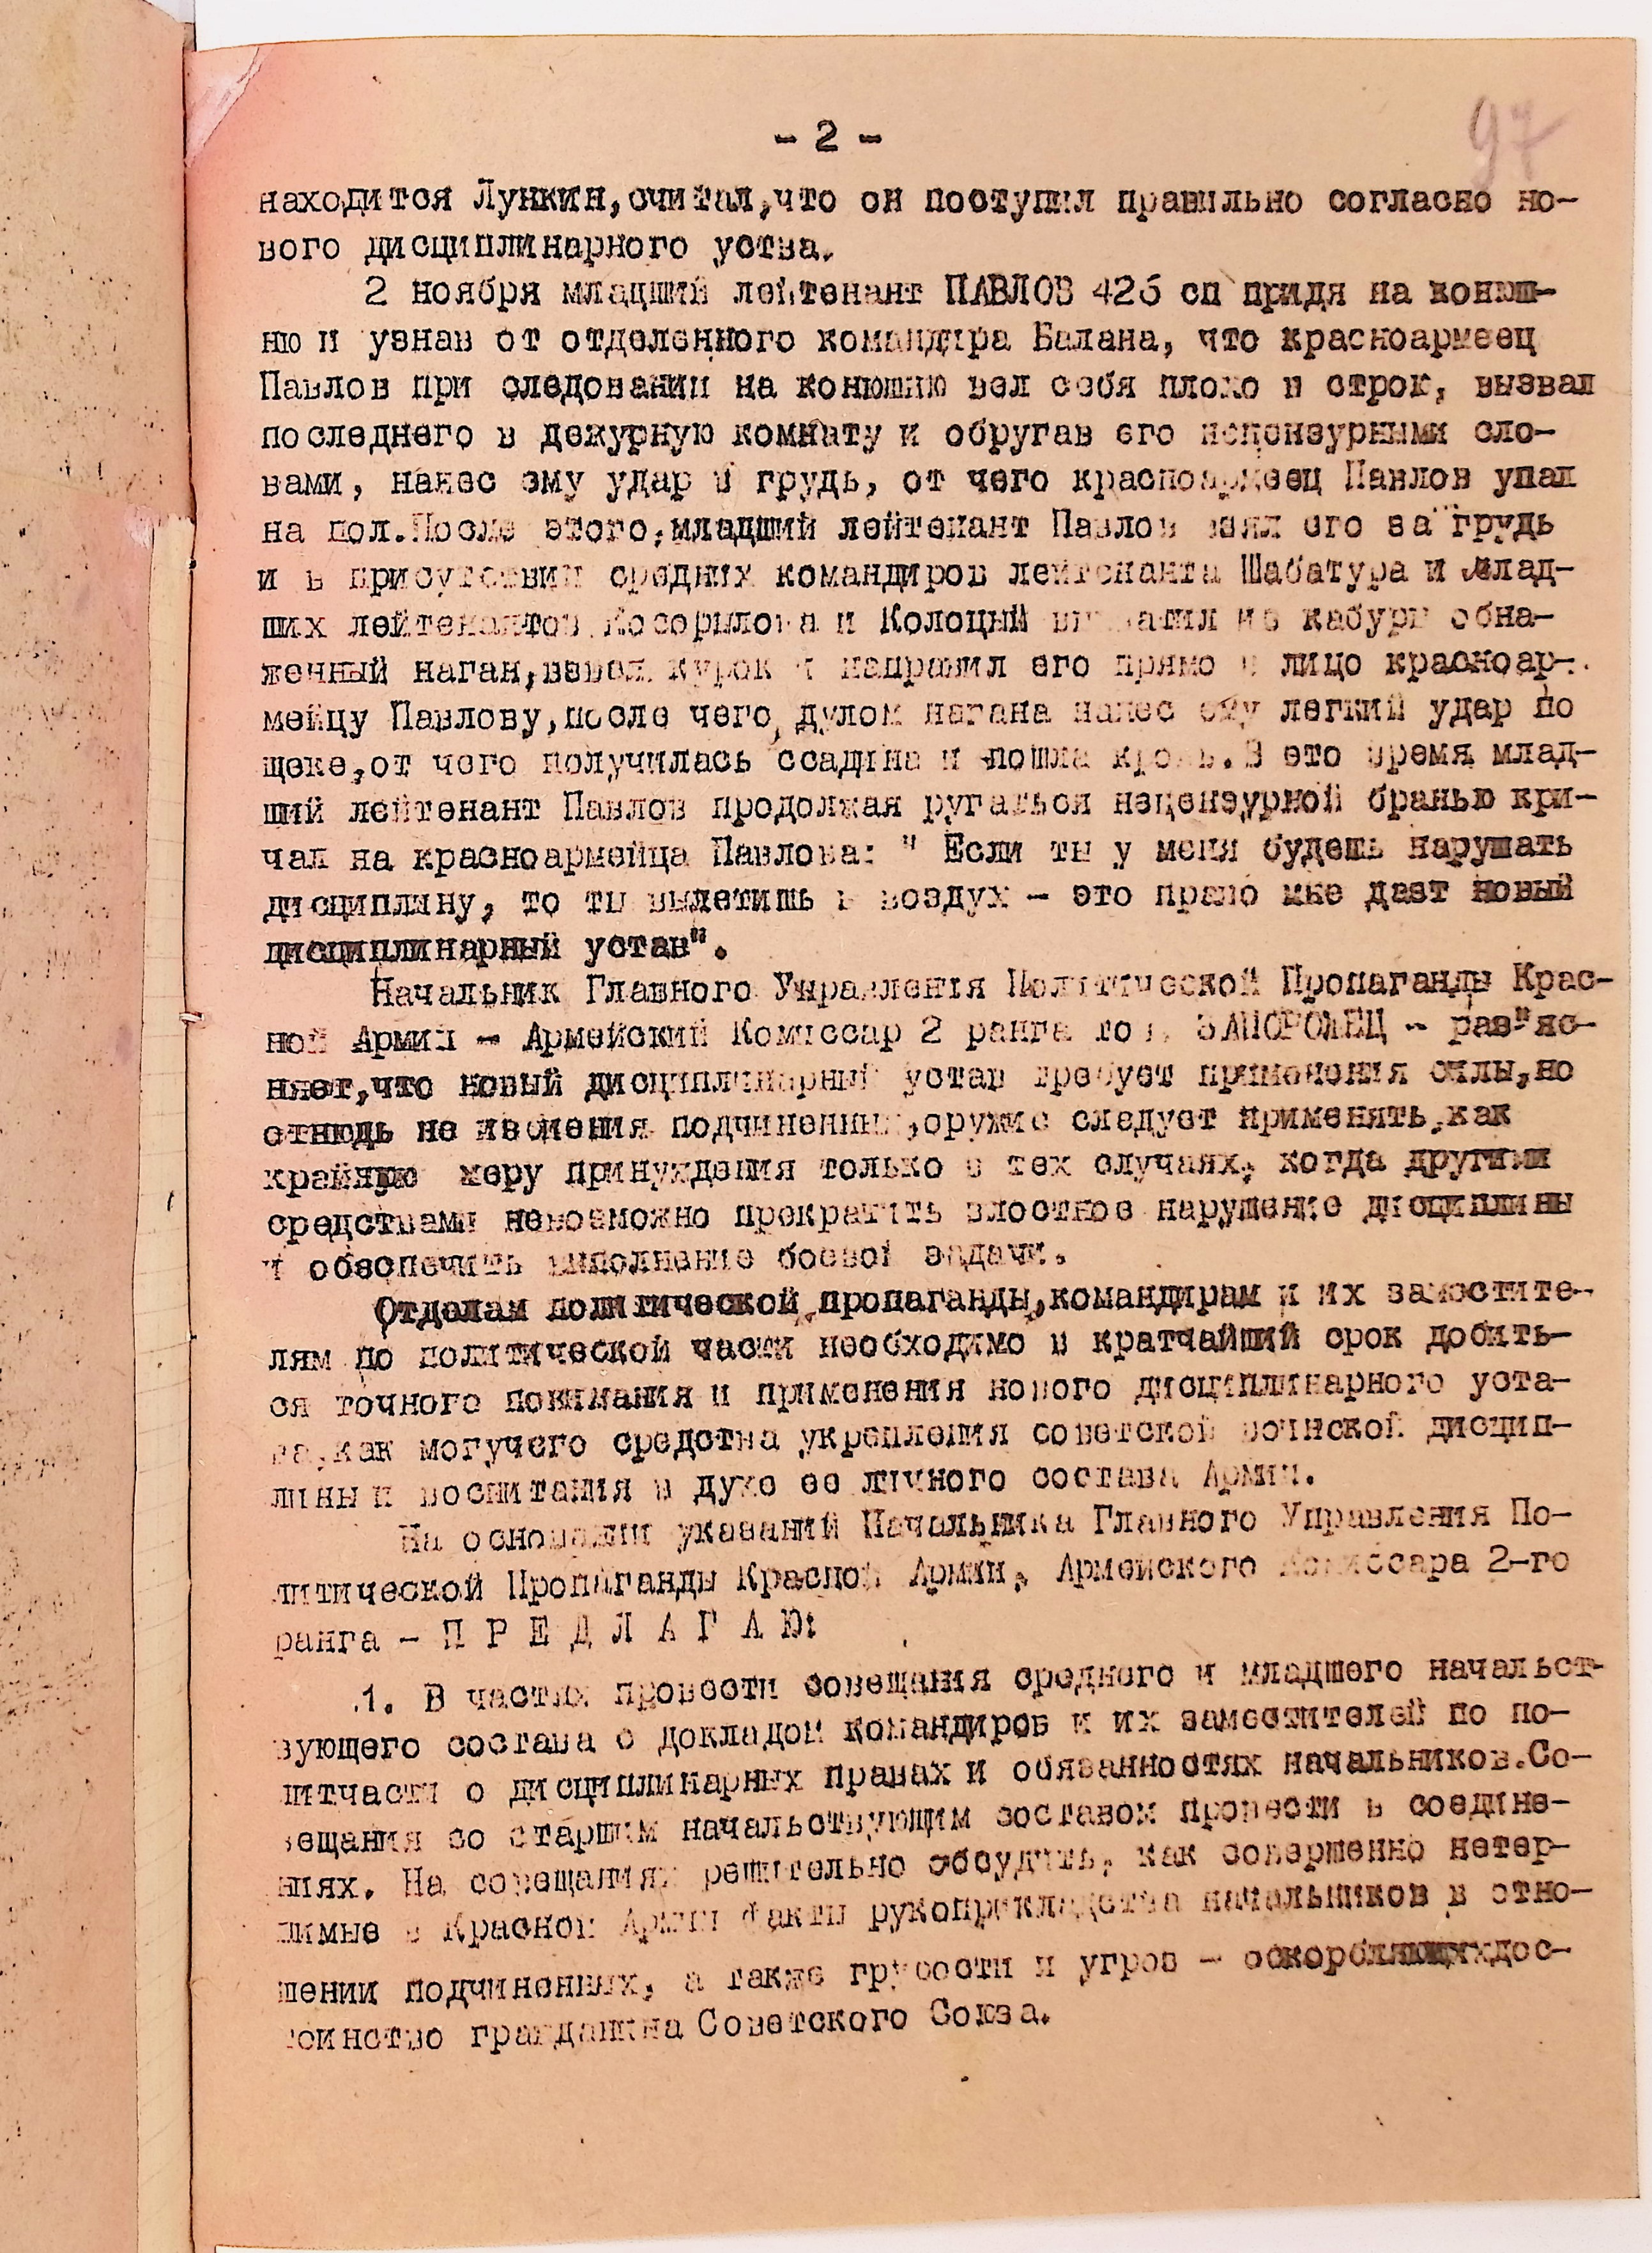 - 2 -
97
находится Лункин,считал,что он поступил правильно согласно но-
вого дисциплинарного уства.
2 ноября младший лейтенант ПАВЛОВ 426 сп придя на конюш-
ню и узнав от отделенного командира Балана, что красноармеец
Павлов при следовании на конюшню вел себя плохо в строю, вызвал
последнего в дежурную комнату и обругав его нецензурными сло-
вами, нанес эму удар в грудь, от чего красноармеец Павлов упал
на пол.После этого,младший лейтенант Павлов взял его за грудь
и в присутствии средних командиров лейтенанта Шабатура и млад-
ших лейтенантов Косорилова и Колоцый выхватил из кабуры обна-
женный наган,взвел курок и направил его прямо в лицо красноар-
мейцу Павлову,после чего, дулом нагана нанес ему легкий удар по
щеке,от чего получилась ссадина и пошла кровь.В это время млад-
ший лейтенант Павлов продолжая ругаться нецензурной бранью кри-
чал на красноармейца Павлова: " Если ты у меня будешь нарушать
дисциплину, то ты вылетишь в воздух - это право мне дает новый
дисциплинарный устав".
Начальник Главного Управления Политической Пропаганды Крас-
ной Армии - Армейский Комиссар 2 ранга тов. ЗАПОРОЖЕЦ - раз"яс-
няет,что новый дисциплинарный устав требует применения силы,но
отнюдь не избиения подчиненных,оружие следует применять,как
крайнюю меру принуждения только в тех случаях, когда другими
средствами невозможно прекратить злостное нарушение дисциплины
и обеспечить выполнение боевой задачи.
Отделам политической пропаганды,командирам и их заместите-
лям по политической части необходимо в кратчайший срок добить-
ся точного понимания и применения нового дисциплинарного уста-
ва,как могучего средства укрепления советской воинской дисцип-
лины и воспитания в духе ее личного состава Армии.
На основании указаний Начальника Главного Управления По-
литической Пропаганды Красной Армии, Армейского Комиссара 2-го
ранга - П Р Е Д Л А Г А Ю:
1. В частях провести совещания среднего и младшего начальст-
вующего состава с докладом командиров и их заместителей по по-
литчасти о дисциплинарных правах и обязанностях начальников.Со-
вещания со старшим начальствующим составом провести в соедине-
ниях. На совещаниях решительно обсудить, как совершенно нетер-
пимые в Красной Армии факты рукоприкладства начальников в отно-
шении подчиненных, а также грубости и угроз - оскорбляющихдос-
тоинство гражданина Советского Союза.